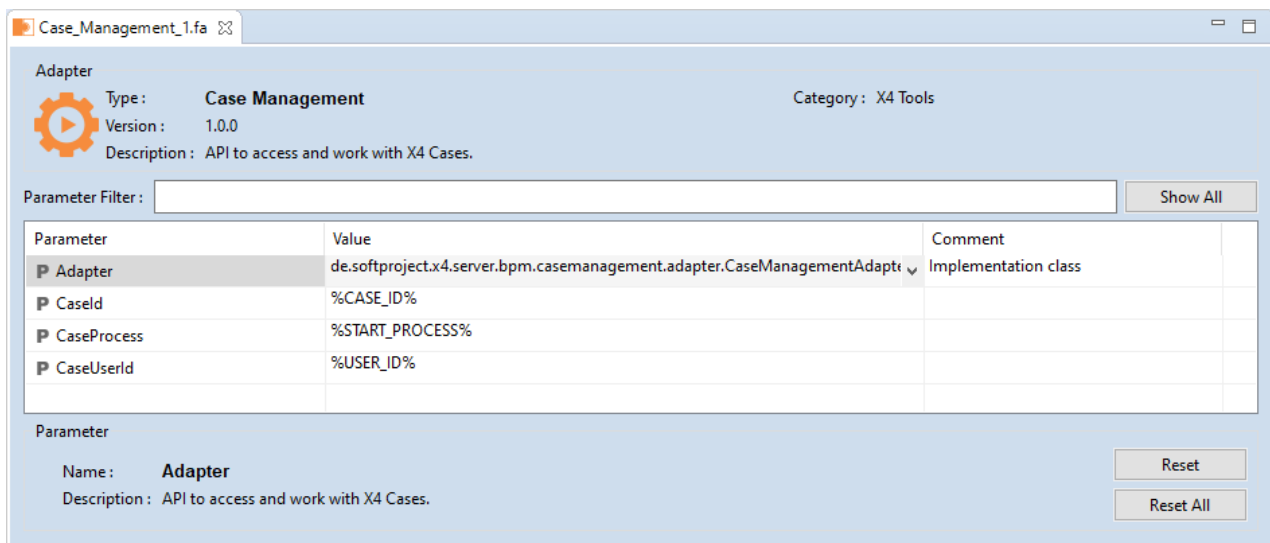 Case_Management_1.fa
Adapter
Type : Case Management Category : X4 Tools
Version : 1.0.0
Description : API to access and work with X4 Cases.
Parameter Filter : Show All
Parameter Value Comment
P Adapter de.softproject.x4.server.bpm.casemanagement.adapter.CaseManagementAdapte Implementation class
P CaseId %CASE_ID%
P CaseProcess %START_PROCESS%
P CaseUserId %USER_ID%
Parameter
Name : Adapter Reset
Description : API to access and work with X4 Cases.
Reset All